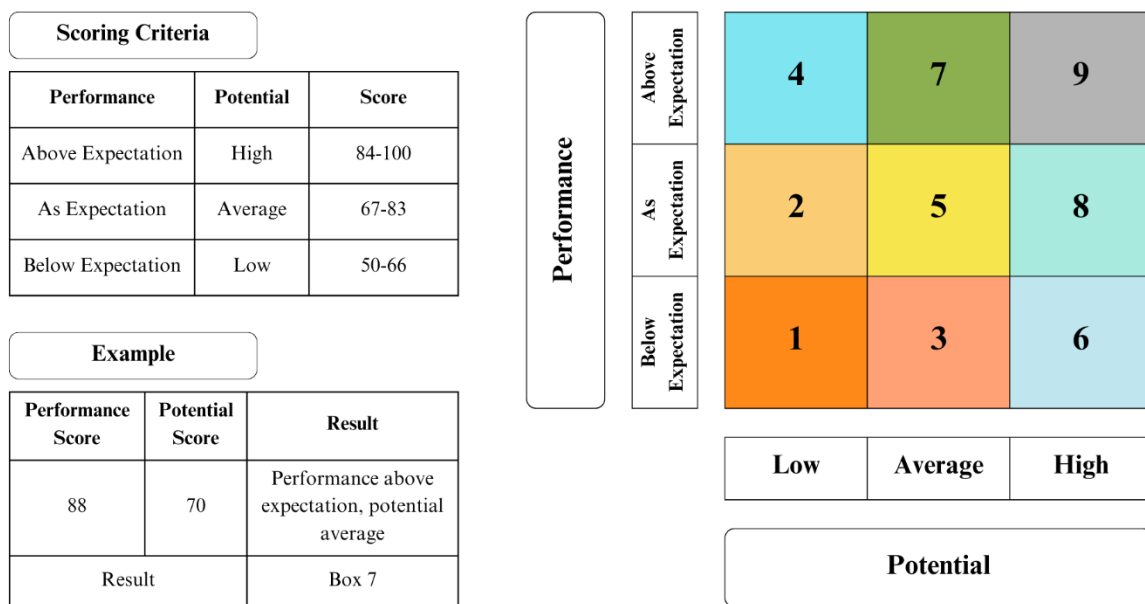 Scoring Criteria
Performance Potential Score
Above Expectation High 84-100
As Expectation Average 67-83
Below Expectation Low 50-66
Example
Performance
Score
Potential
Score
Result
88
70
Performance above
expectation, potential
average
Result Box 7
Performance
Above
Expectation
As
Expectation
Below
Expectation
4 7 9
2 5 8
1 3 6
Low Average High
Potential